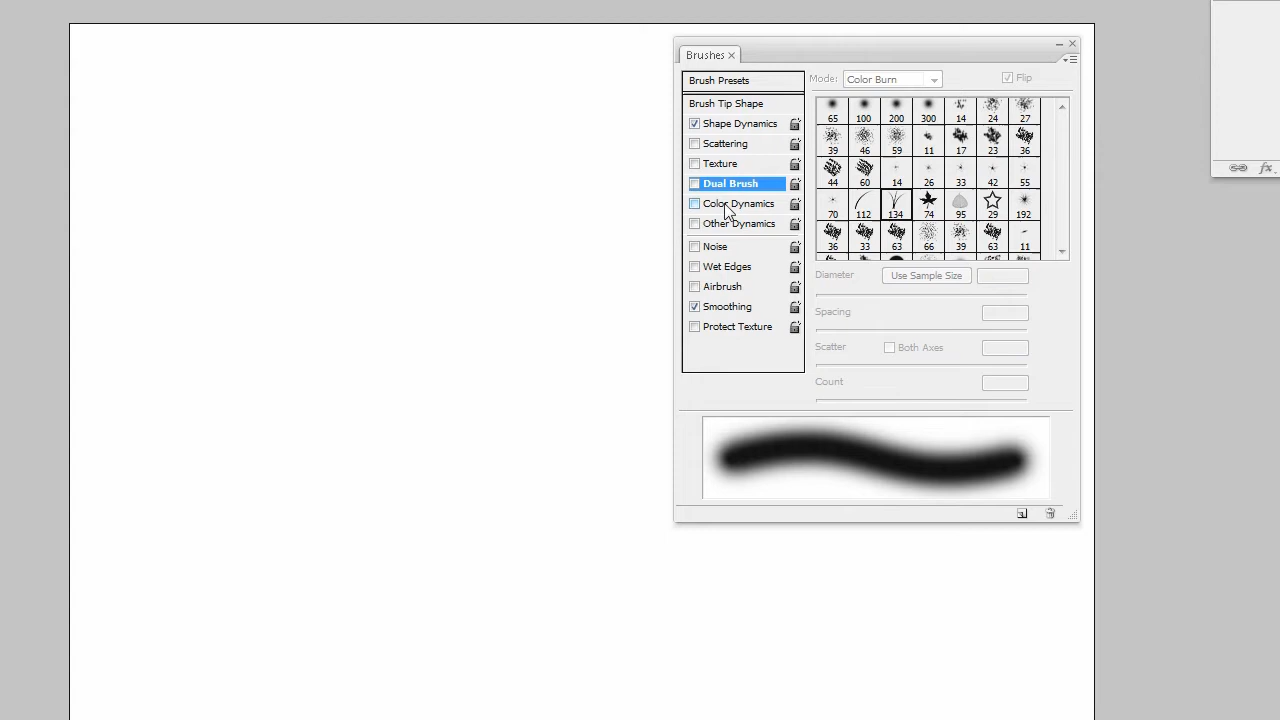 Brushes
Brush Presets
Mode: Color Burn Flip
Brush Tip Shape
Shape Dynamics
Scattering
Texture
Dual Brush
Color Dynamics
Other Dynamics
Noise
Wet Edges
Airbrush
Smoothing
Protect Texture
65 100 200 300 14 24 27
39 46 59 11 17 23 36
44 60 14 26 33 42 55
70 112 134 74 95 29 192
36 33 63 66 39 63 11
Diameter Use Sample Size
Spacing
Scatter Both Axes
Count
fx